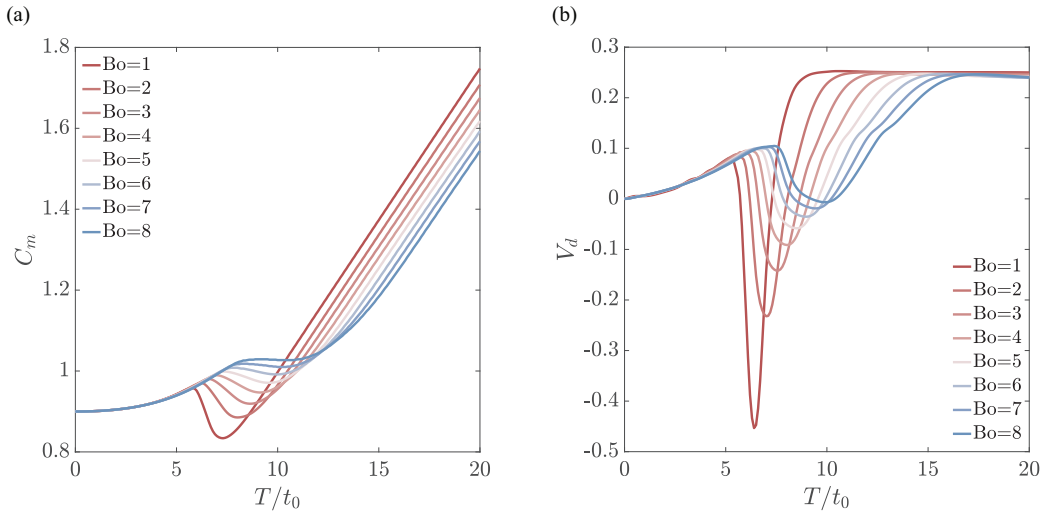 (a)
1.8
1.6
1.4
1.2
1
0.8
C_m
Bo=1
Bo=2
Bo=3
Bo=4
Bo=5
Bo=6
Bo=7
Bo=8
0 5 10 15 20
T/t_0
(b)
0.3
0.2
0.1
0
-0.1
-0.2
-0.3
-0.4
-0.5
V_d
Bo=1
Bo=2
Bo=3
Bo=4
Bo=5
Bo=6
Bo=7
Bo=8
0 5 10 15 20
T/t_0